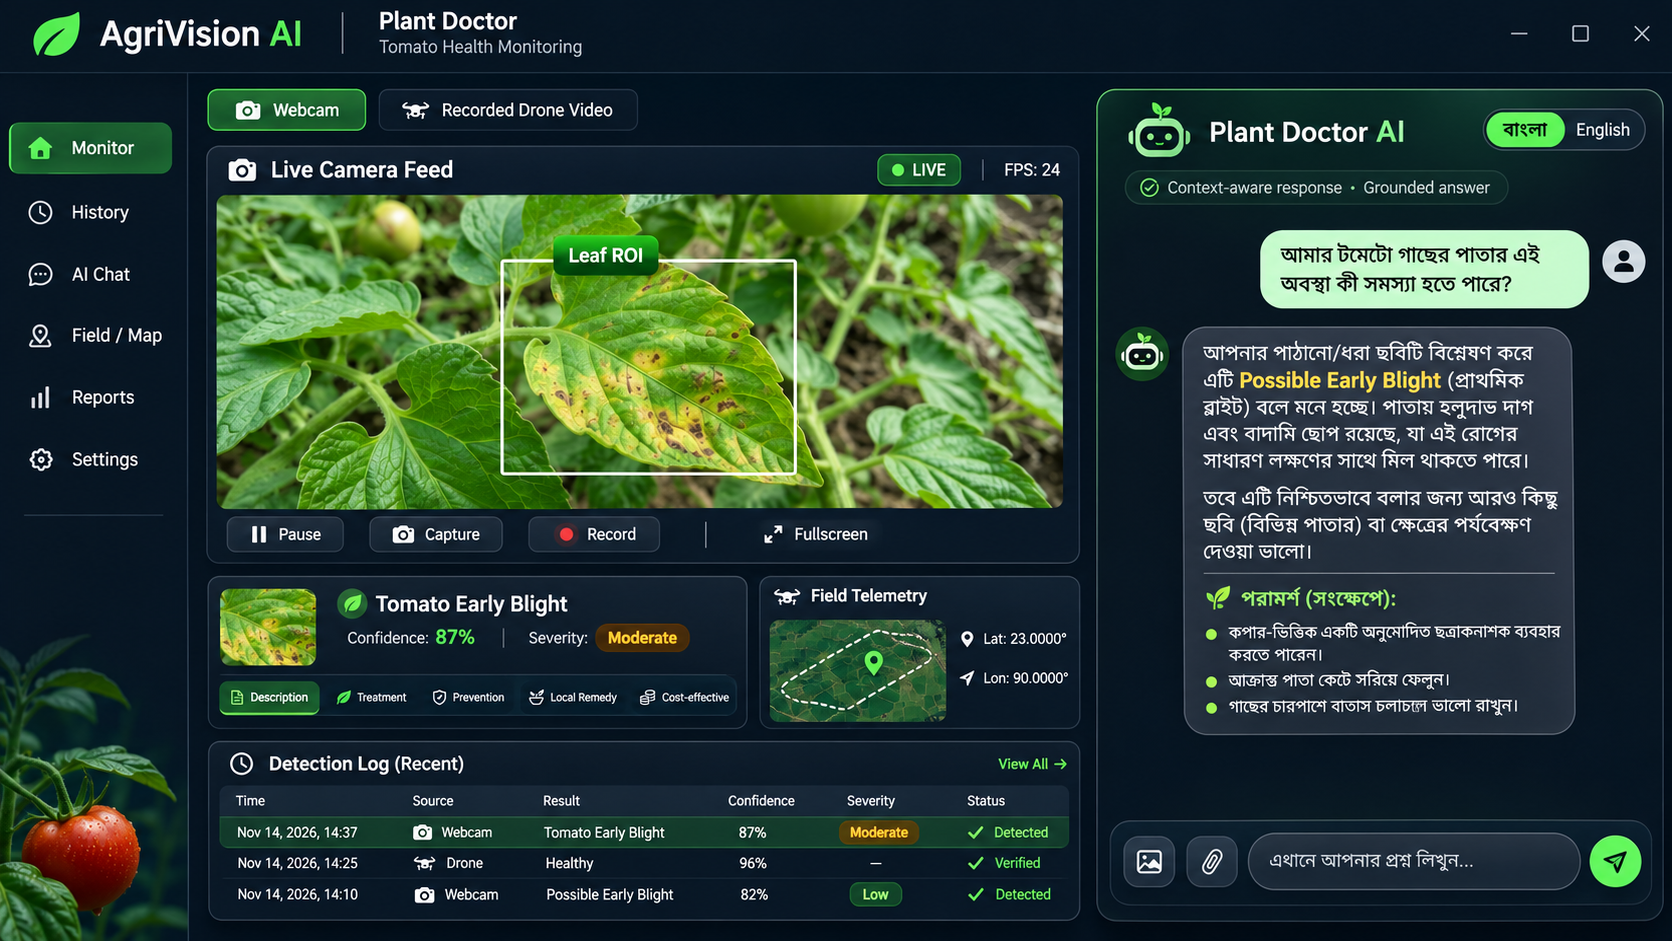 AgriVision AI
Plant Doctor
Tomato Health Monitoring
Monitor
History
AI Chat
Field / Map
Reports
Settings
Webcam
Recorded Drone Video
Live Camera Feed
LIVE
FPS: 24
Leaf ROI
Pause
Capture
Record
Fullscreen
Tomato Early Blight
Confidence: 87%
Severity: Moderate
Description
Treatment
Prevention
Local Remedy
Cost-effective
Field Telemetry
Lat: 23.0000°
Lon: 90.0000°
Detection Log (Recent)
View All →
Time Source Result Confidence Severity Status
Nov 14, 2026, 14:37 Webcam Tomato Early Blight 87% Moderate Detected
Nov 14, 2026, 14:25 Drone Healthy 96% — Verified
Nov 14, 2026, 14:10 Webcam Possible Early Blight 82% Low Detected
Plant Doctor AI
বাংলা
English
Context-aware response • Grounded answer
আমার টমেটো গাছের পাতার এই
অবস্থা কী সমস্যা হতে পারে?
আপনার পাঠানো/ধরা ছবিটি বিশ্লেষণ করে
এটি Possible Early Blight (প্রাথমিক
ব্লাইট) বলে মনে হচ্ছে। পাতায় হলুদাভ দাগ
এবং বাদামি ছোপ রয়েছে, যা এই রোগের
সাধারণ লক্ষণের সাথে মিল থাকতে পারে।
তবে এটি নিশ্চিতভাবে বলার জন্য আরও কিছু
ছবি (বিভিন্ন পাতার) বা ক্ষেত্রের পর্যবেক্ষণ
দেওয়া ভালো।
পরামর্শ (সংক্ষেপে):
কপার-ভিত্তিক একটি অনুমোদিত ছত্রাকনাশক ব্যবহার
করতে পারেন।
আক্রান্ত পাতা কেটে সরিয়ে ফেলুন।
গাছের চারপাশে বাতাস চলাচল ভালো রাখুন।
এখানে আপনার প্রশ্ন লিখুন...